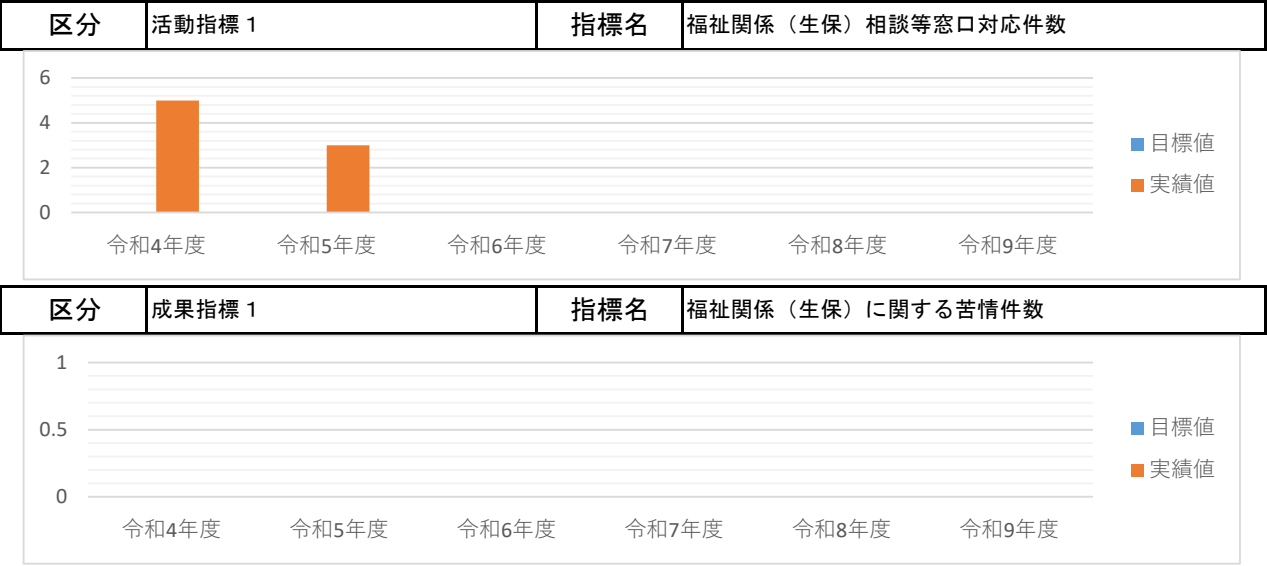 区分 活動指標１ 指標名 福祉関係（生保）相談等窓口対応件数
6
4
2
0
目標値
実績値
令和4年度 令和5年度 令和6年度 令和7年度 令和8年度 令和9年度
区分 成果指標１ 指標名 福祉関係（生保）に関する苦情件数
1
0.5
0
目標値
実績値
令和4年度 令和5年度 令和6年度 令和7年度 令和8年度 令和9年度